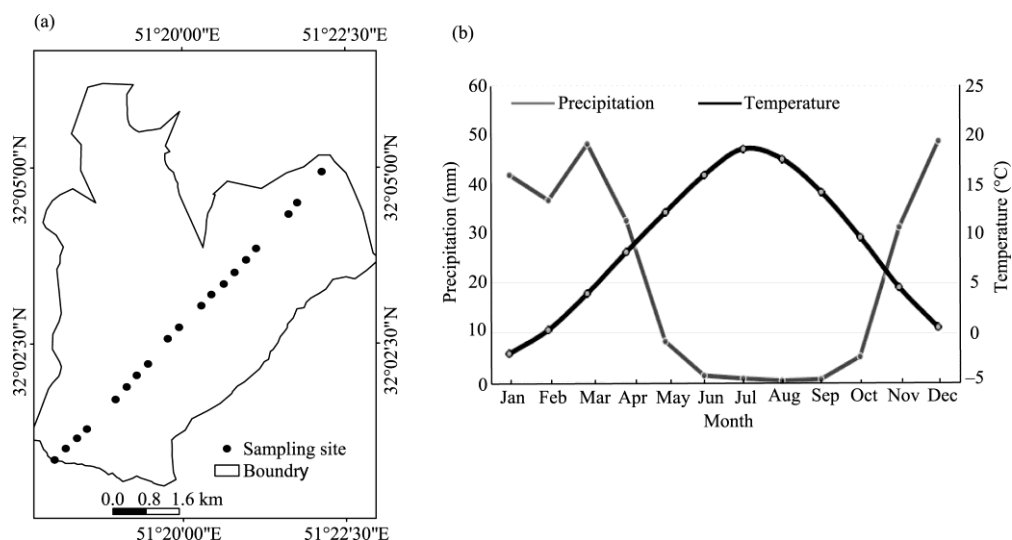 (a)
51°20'00"E 51°22'30"E
32°05'00"N
32°02'30"N
32°05'00"N
32°02'30"N
Sampling site
Boundry
0.0 0.8 1.6 km
51°20'00"E 51°22'30"E
(b)
Precipitation Temperature
Precipitation (mm)
60
50
40
30
20
10
0
Temperature (°C)
25
20
15
10
5
0
–5
Jan Feb Mar Apr May Jun Jul Aug Sep Oct Nov Dec
Month